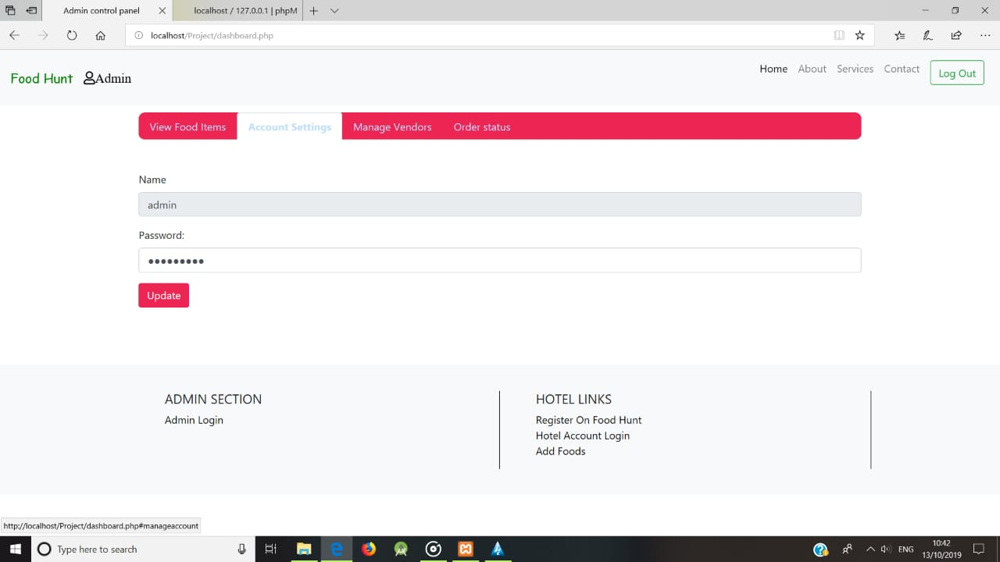 Admin control panel
localhost / 127.0.0.1 | phpM
localhost/Project/dashboard.php
Food Hunt Admin
Home About Services Contact Log Out
View Food Items Account Settings Manage Vendors Order status
Name
admin
Password:
Update
ADMIN SECTION
Admin Login
HOTEL LINKS
Register On Food Hunt
Hotel Account Login
Add Foods
http://localhost/Project/dashboard.php#manageaccount
Type here to search
ENG
10:42
13/10/2019